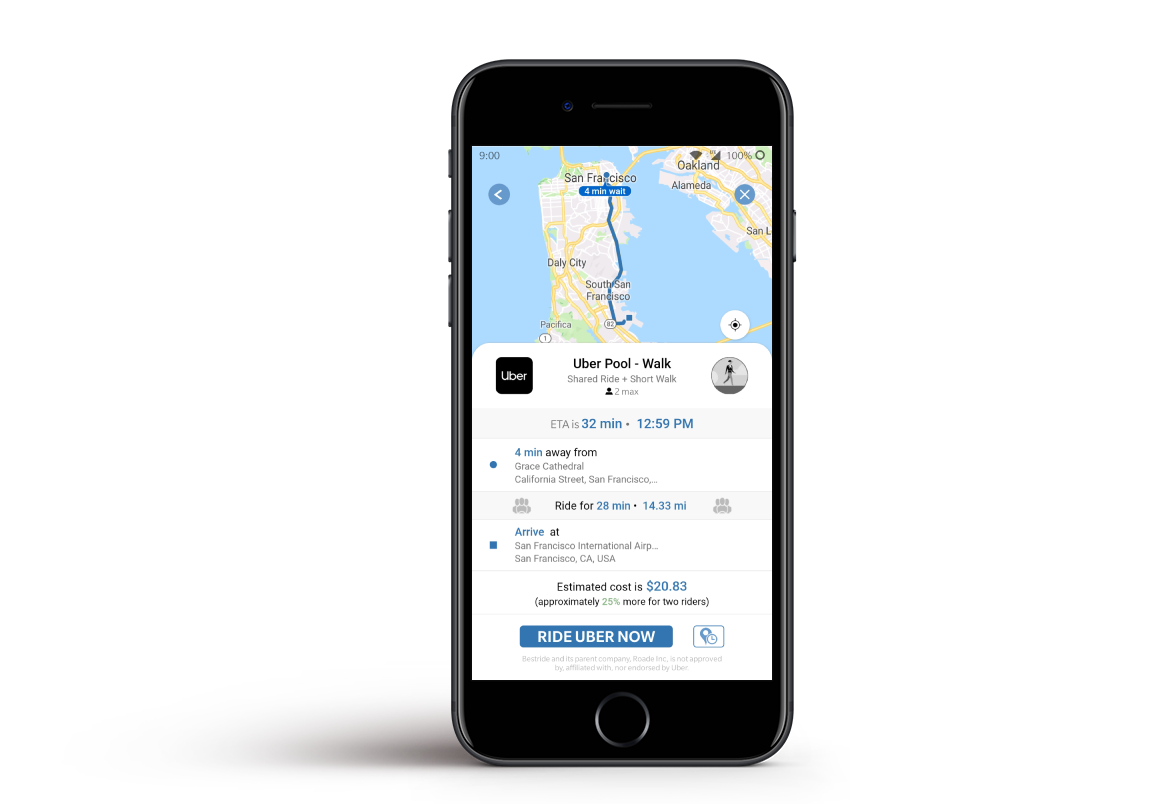 9:00
100%
Oakland
San Francisco
Alameda
4 min wait
San L
Daly City
South San
Francisco
82
Pacifica
1
Uber
Uber Pool - Walk
Shared Ride + Short Walk
2 max
ETA is 32 min • 12:59 PM
4 min away from
Grace Cathedral
California Street, San Francisco,...
Ride for 28 min • 14.33 mi
Arrive at
San Francisco International Airp...
San Francisco, CA, USA
Estimated cost is $20.83
(approximately 25% more for two riders)
RIDE UBER NOW
Bestride and its parent company, Roade Inc., is not approved
by, affiliated with, nor endorsed by Uber.